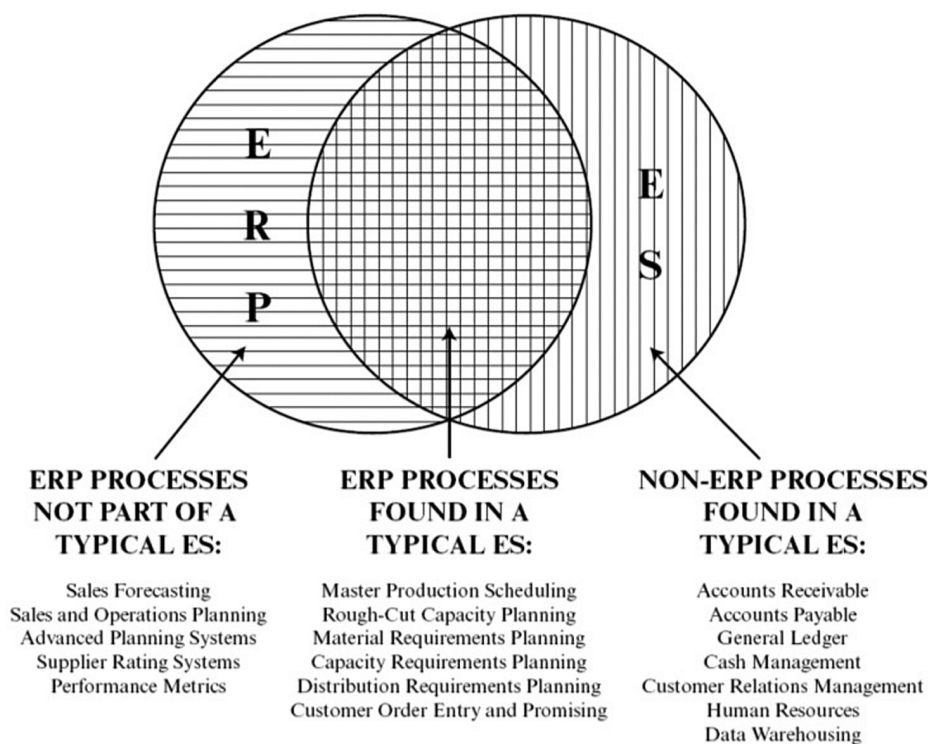 E
R
P
E
S
ERP PROCESSES
NOT PART OF A
TYPICAL ES:
Sales Forecasting
Sales and Operations Planning
Advanced Planning Systems
Supplier Rating Systems
Performance Metrics
ERP PROCESSES
FOUND IN A
TYPICAL ES:
Master Production Scheduling
Rough-Cut Capacity Planning
Material Requirements Planning
Capacity Requirements Planning
Distribution Requirements Planning
Customer Order Entry and Promising
NON-ERP PROCESSES
FOUND IN A
TYPICAL ES:
Accounts Receivable
Accounts Payable
General Ledger
Cash Management
Customer Relations Management
Human Resources
Data Warehousing